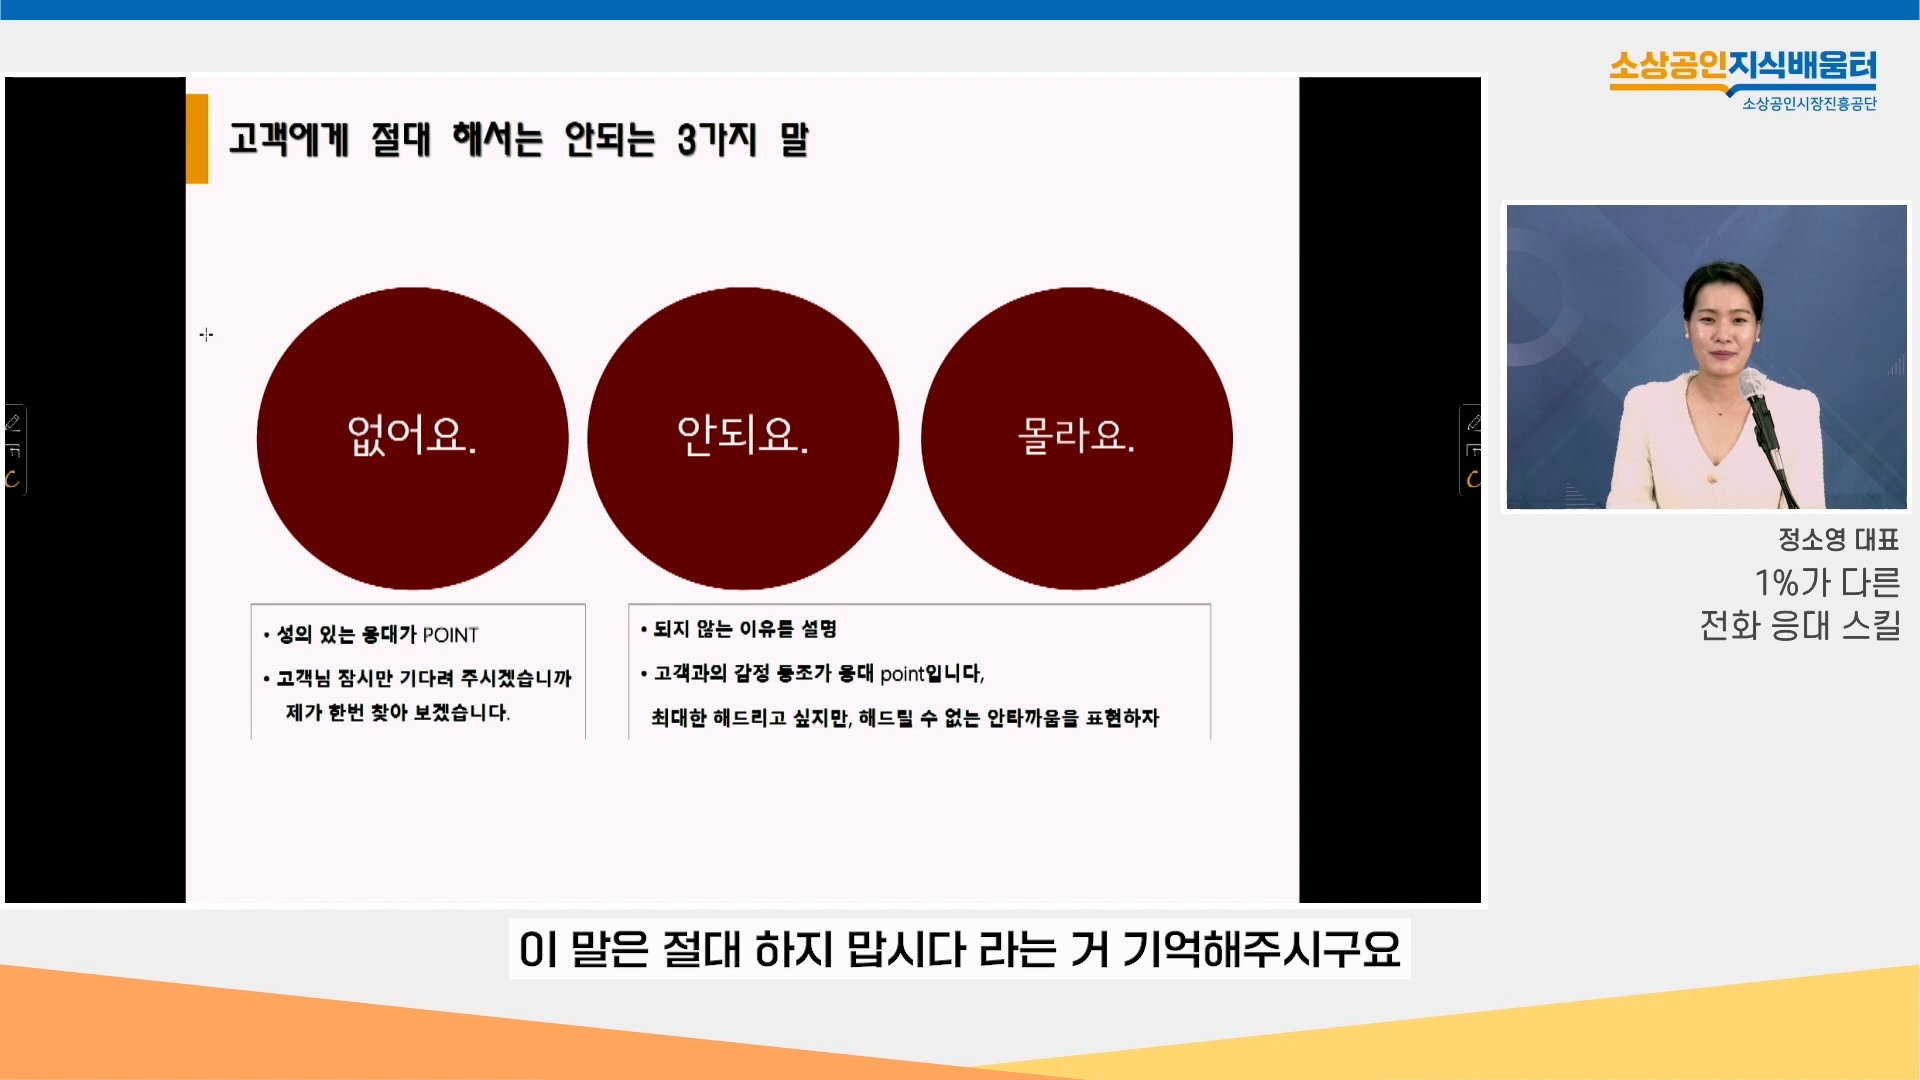 소상공인지식배움터
소상공인시장진흥공단
고객에게 절대 해서는 안되는 3가지 말
없어요.
안되요.
몰라요.
• 성의 있는 응대가 POINT
• 고객님 잠시만 기다려 주시겠습니까
제가 한번 찾아 보겠습니다.
• 되지 않는 이유를 설명
• 고객과의 감정 동조가 응대 point입니다,
최대한 해드리고 싶지만, 해드릴 수 없는 안타까움을 표현하자
정소영 대표
1%가 다른
전화 응대 스킬
이 말은 절대 하지 맙시다 라는 거 기억해주시구요